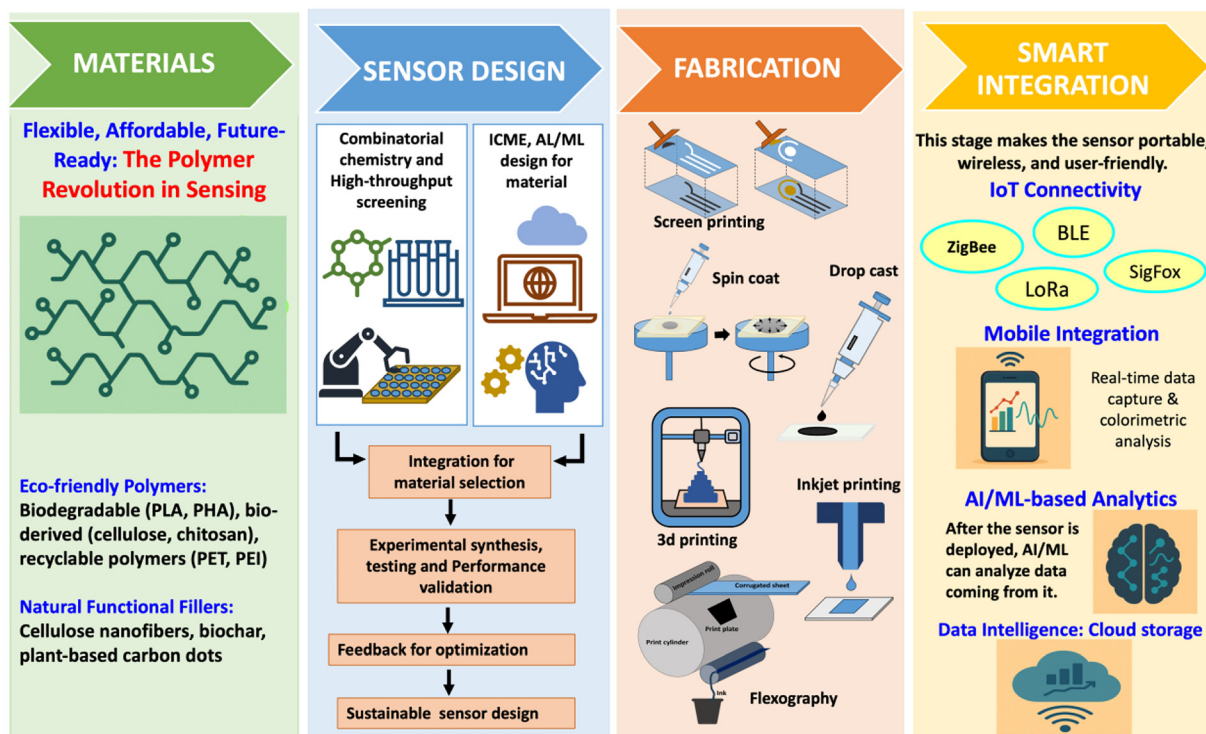 MATERIALS
Flexible, Affordable, Future-
Ready: The Polymer
Revolution in Sensing
Eco-friendly Polymers:
Biodegradable (PLA, PHA), bio-
derived (cellulose, chitosan),
recyclable polymers (PET, PEI)
Natural Functional Fillers:
Cellulose nanofibers, biochar,
plant-based carbon dots
SENSOR DESIGN
Combinatorial
chemistry and
High-throughput
screening
ICME, AL/ML
design for
material
Integration for
material selection
Experimental synthesis,
testing and Performance
validation
Feedback for optimization
Sustainable sensor design
FABRICATION
Screen printing
Spin coat
Drop cast
3d printing
Inkjet printing
Impression roll
Corrugated sheet
Print plate
Print cylinder
Ink
Flexography
SMART
INTEGRATION
This stage makes the sensor portable,
wireless, and user-friendly.
IoT Connectivity
ZigBee
BLE
LoRa
SigFox
Mobile Integration
Real-time data
capture &
colorimetric
analysis
AI/ML-based Analytics
After the sensor is
deployed, AI/ML
can analyze data
coming from it.
Data Intelligence: Cloud storage